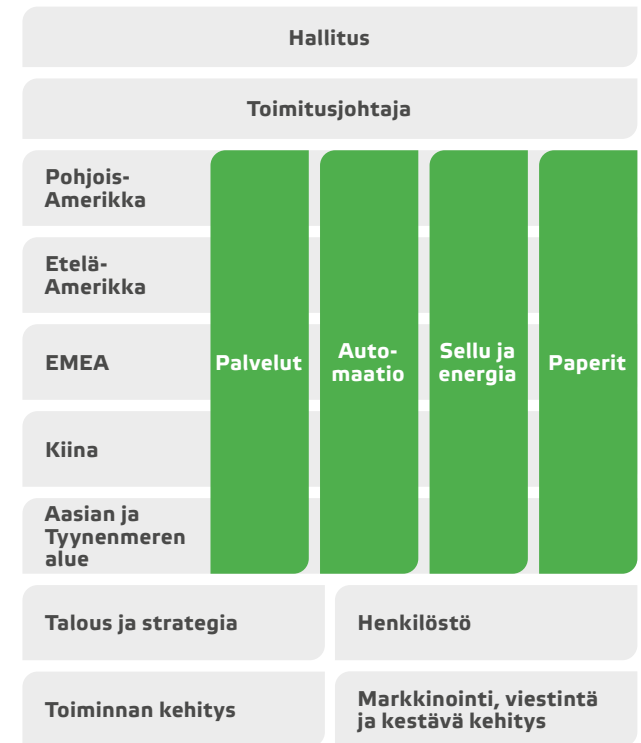 Hallitus
Toimitusjohtaja
Pohjois-
Amerikka
Etelä-
Amerikka
EMEA
Kiina
Aasian ja
Tyynenmeren
alue
Palvelut
Auto-
maatio
Sellu ja
energia
Paperit
Talous ja strategia
Henkilöstö
Toiminnan kehitys
Markkinointi, viestintä
ja kestävä kehitys